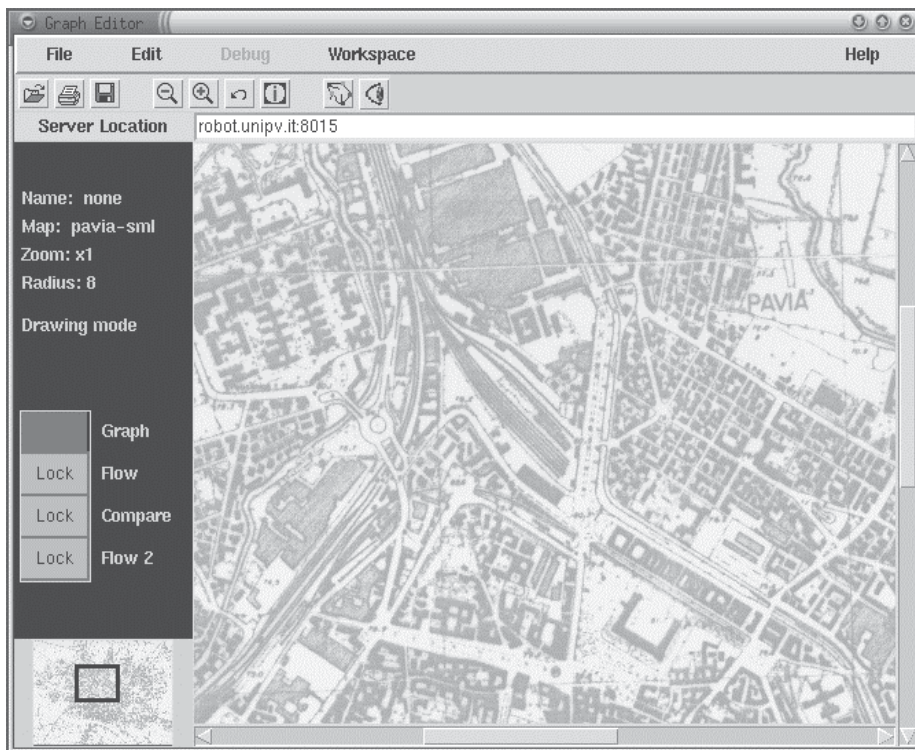 Graph Editor
File Edit Debug Workspace Help
Server Location robot.unipv.it:8015
Name: none
Map: pavia-sml
Zoom: x1
Radius: 8
Drawing mode
Graph
Lock Flow
Lock Compare
Lock Flow 2
PAVIA